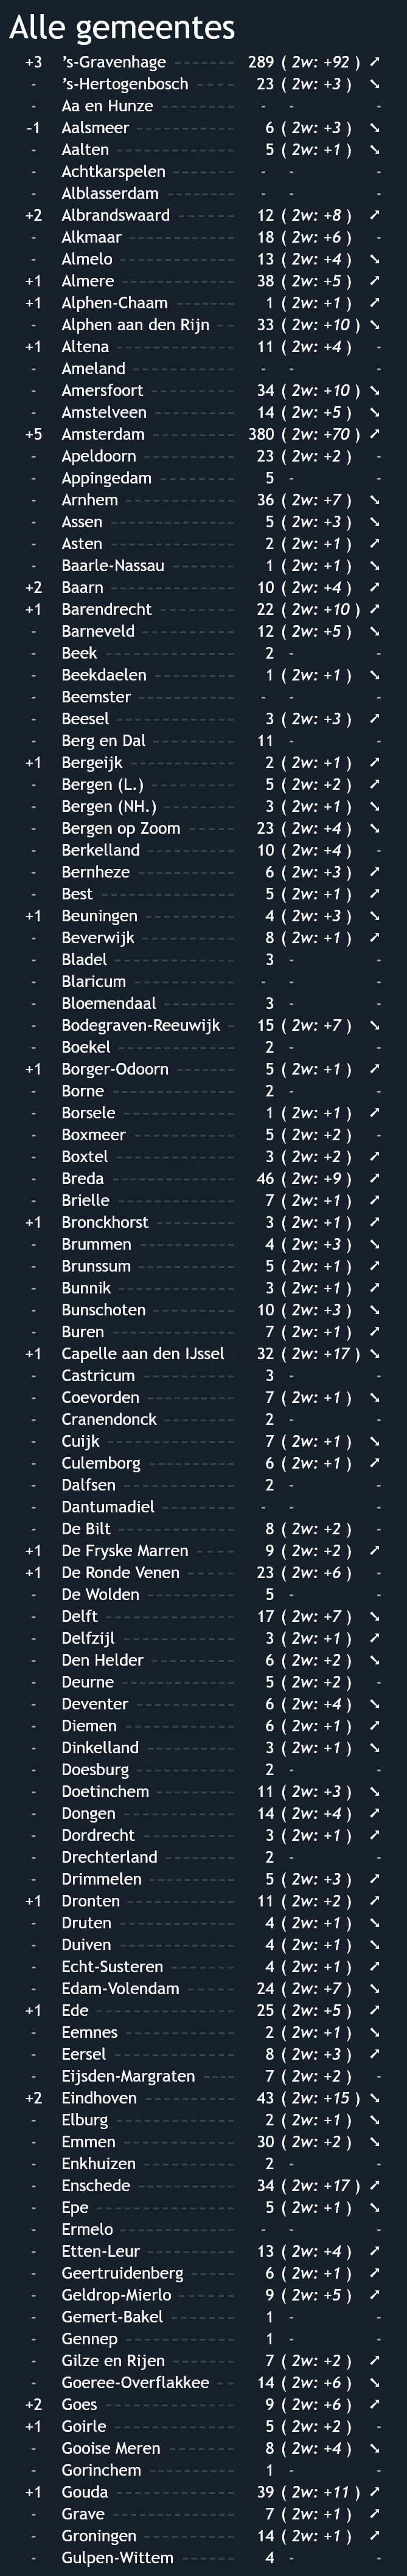 Alle gemeentes
+3 ’s-Gravenhage 289 ( 2w: +92 ) ➚
- ’s-Hertogenbosch 23 ( 2w: +3 ) ➘
- Aa en Hunze - - -
-1 Aalsmeer 6 ( 2w: +3 ) ➘
- Aalten 5 ( 2w: +1 ) ➘
- Achtkarspelen - - -
- Alblasserdam - - -
+2 Albrandswaard 12 ( 2w: +8 ) ➚
- Alkmaar 18 ( 2w: +6 ) -
- Almelo 13 ( 2w: +4 ) ➘
+1 Almere 38 ( 2w: +5 ) ➚
+1 Alphen-Chaam 1 ( 2w: +1 ) ➚
- Alphen aan den Rijn 33 ( 2w: +10 ) ➘
+1 Altena 11 ( 2w: +4 ) -
- Ameland - - -
- Amersfoort 34 ( 2w: +10 ) ➘
- Amstelveen 14 ( 2w: +5 ) ➘
+5 Amsterdam 380 ( 2w: +70 ) ➚
- Apeldoorn 23 ( 2w: +2 ) -
- Appingedam 5 - -
- Arnhem 36 ( 2w: +7 ) ➘
- Assen 5 ( 2w: +3 ) ➘
- Asten 2 ( 2w: +1 ) ➚
- Baarle-Nassau 1 ( 2w: +1 ) ➘
+2 Baarn 10 ( 2w: +4 ) ➚
+1 Barendrecht 22 ( 2w: +10 ) ➚
- Barneveld 12 ( 2w: +5 ) ➘
- Beek 2 - -
- Beekdaelen 1 ( 2w: +1 ) ➘
- Beemster - - -
- Beesel 3 ( 2w: +3 ) ➚
- Berg en Dal 11 - -
+1 Bergeijk 2 ( 2w: +1 ) ➚
- Bergen (L.) 5 ( 2w: +2 ) ➚
- Bergen (NH.) 3 ( 2w: +1 ) ➘
- Bergen op Zoom 23 ( 2w: +4 ) ➘
- Berkelland 10 ( 2w: +4 ) -
- Bernheze 6 ( 2w: +3 ) ➚
- Best 5 ( 2w: +1 ) ➚
+1 Beuningen 4 ( 2w: +3 ) ➘
- Beverwijk 8 ( 2w: +1 ) ➚
- Bladel 3 - -
- Blaricum - - -
- Bloemendaal 3 - -
- Bodegraven-Reeuwijk 15 ( 2w: +7 ) ➘
- Boekel 2 - -
+1 Borger-Odoorn 5 ( 2w: +1 ) ➚
- Borne 2 - -
- Borsele 1 ( 2w: +1 ) ➚
- Boxmeer 5 ( 2w: +2 ) -
- Boxtel 3 ( 2w: +2 ) ➚
- Breda 46 ( 2w: +9 ) ➚
- Brielle 7 ( 2w: +1 ) ➚
+1 Bronckhorst 3 ( 2w: +1 ) ➚
- Brummen 4 ( 2w: +3 ) ➘
- Brunssum 5 ( 2w: +1 ) ➚
- Bunnik 3 ( 2w: +1 ) ➚
- Bunschoten 10 ( 2w: +3 ) ➘
- Buren 7 ( 2w: +1 ) ➚
+1 Capelle aan den IJssel 32 ( 2w: +17 ) ➘
- Castricum 3 - -
- Coevorden 7 ( 2w: +1 ) ➘
- Cranendonck 2 - -
- Cuijk 7 ( 2w: +1 ) ➘
- Culemborg 6 ( 2w: +1 ) ➚
- Dalfsen 2 - -
- Dantumadiel - - -
- De Bilt 8 ( 2w: +2 ) -
+1 De Fryske Marren 9 ( 2w: +2 ) ➚
+1 De Ronde Venen 23 ( 2w: +6 ) -
- De Wolden 5 - -
- Delft 17 ( 2w: +7 ) ➘
- Delfzijl 3 ( 2w: +1 ) ➚
- Den Helder 6 ( 2w: +2 ) ➘
- Deurne 5 ( 2w: +2 ) -
- Deventer 6 ( 2w: +4 ) ➘
- Diemen 6 ( 2w: +1 ) ➚
- Dinkelland 3 ( 2w: +1 ) ➘
- Doesburg 2 - -
- Doetinchem 11 ( 2w: +3 ) ➘
- Dongen 14 ( 2w: +4 ) ➚
- Dordrecht 3 ( 2w: +1 ) ➚
- Drechterland 2 - -
- Drimmelen 5 ( 2w: +3 ) ➚
+1 Dronten 11 ( 2w: +2 ) ➚
- Druten 4 ( 2w: +1 ) ➘
- Duiven 4 ( 2w: +1 ) ➘
- Echt-Susteren 4 ( 2w: +1 ) ➚
- Edam-Volendam 24 ( 2w: +7 ) ➘
+1 Ede 25 ( 2w: +5 ) ➚
- Eemnes 2 ( 2w: +1 ) ➘
- Eersel 8 ( 2w: +3 ) ➚
- Eijsden-Margraten 7 ( 2w: +2 ) -
+2 Eindhoven 43 ( 2w: +15 ) ➘
- Elburg 2 ( 2w: +1 ) ➘
- Emmen 30 ( 2w: +2 ) ➘
- Enkhuizen 2 - -
- Enschede 34 ( 2w: +17 ) ➚
- Epe 5 ( 2w: +1 ) ➘
- Ermelo - - -
- Etten-Leur 13 ( 2w: +4 ) ➚
- Geertruidenberg 6 ( 2w: +1 ) ➚
- Geldrop-Mierlo 9 ( 2w: +5 ) ➚
- Gemert-Bakel 1 - -
- Gennep 1 - -
- Gilze en Rijen 7 ( 2w: +2 ) ➚
- Goeree-Overflakkee 14 ( 2w: +6 ) ➘
+2 Goes 9 ( 2w: +6 ) ➚
+1 Goirle 5 ( 2w: +2 ) -
- Gooise Meren 8 ( 2w: +4 ) ➘
- Gorinchem 1 - -
+1 Gouda 39 ( 2w: +11 ) ➚
- Grave 7 ( 2w: +1 ) ➚
- Groningen 14 ( 2w: +1 ) ➚
- Gulpen-Wittem 4 - -